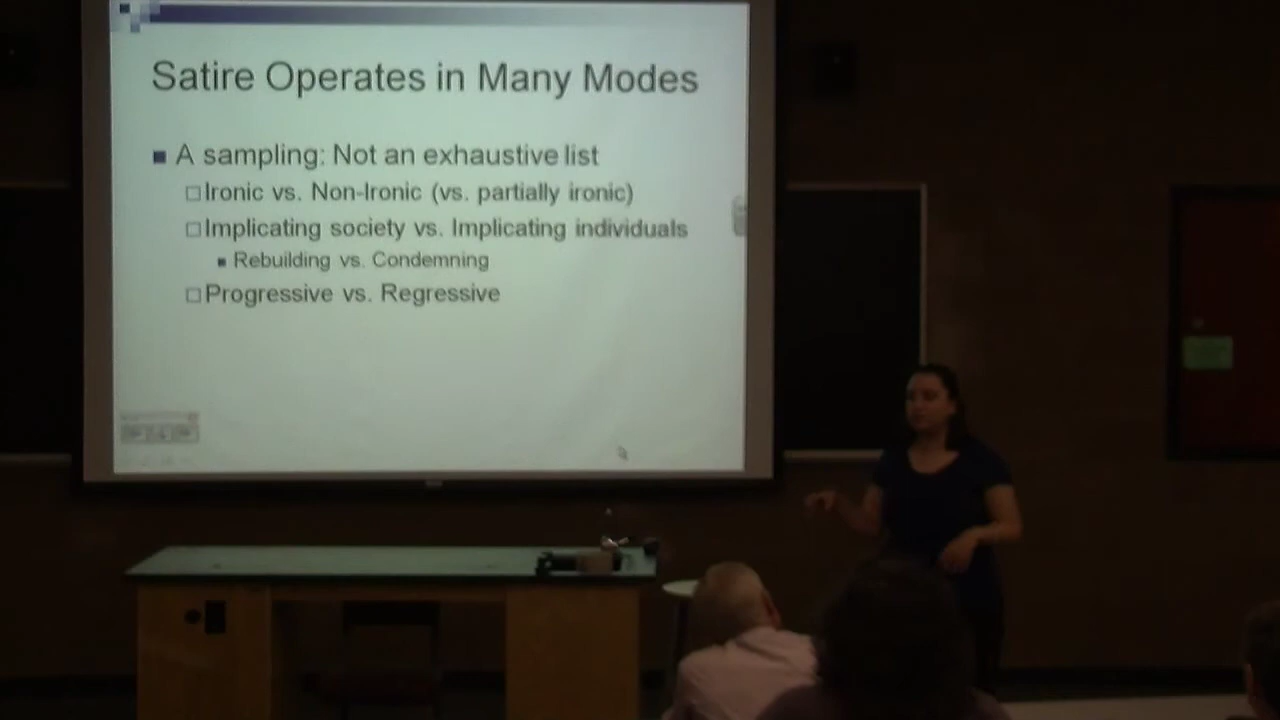 Satire Operates in Many Modes
A sampling: Not an exhaustive list
Ironic vs. Non-Ironic (vs. partially ironic)
Implicating society vs. Implicating individuals
Rebuilding vs. Condemning
Progressive vs. Regressive